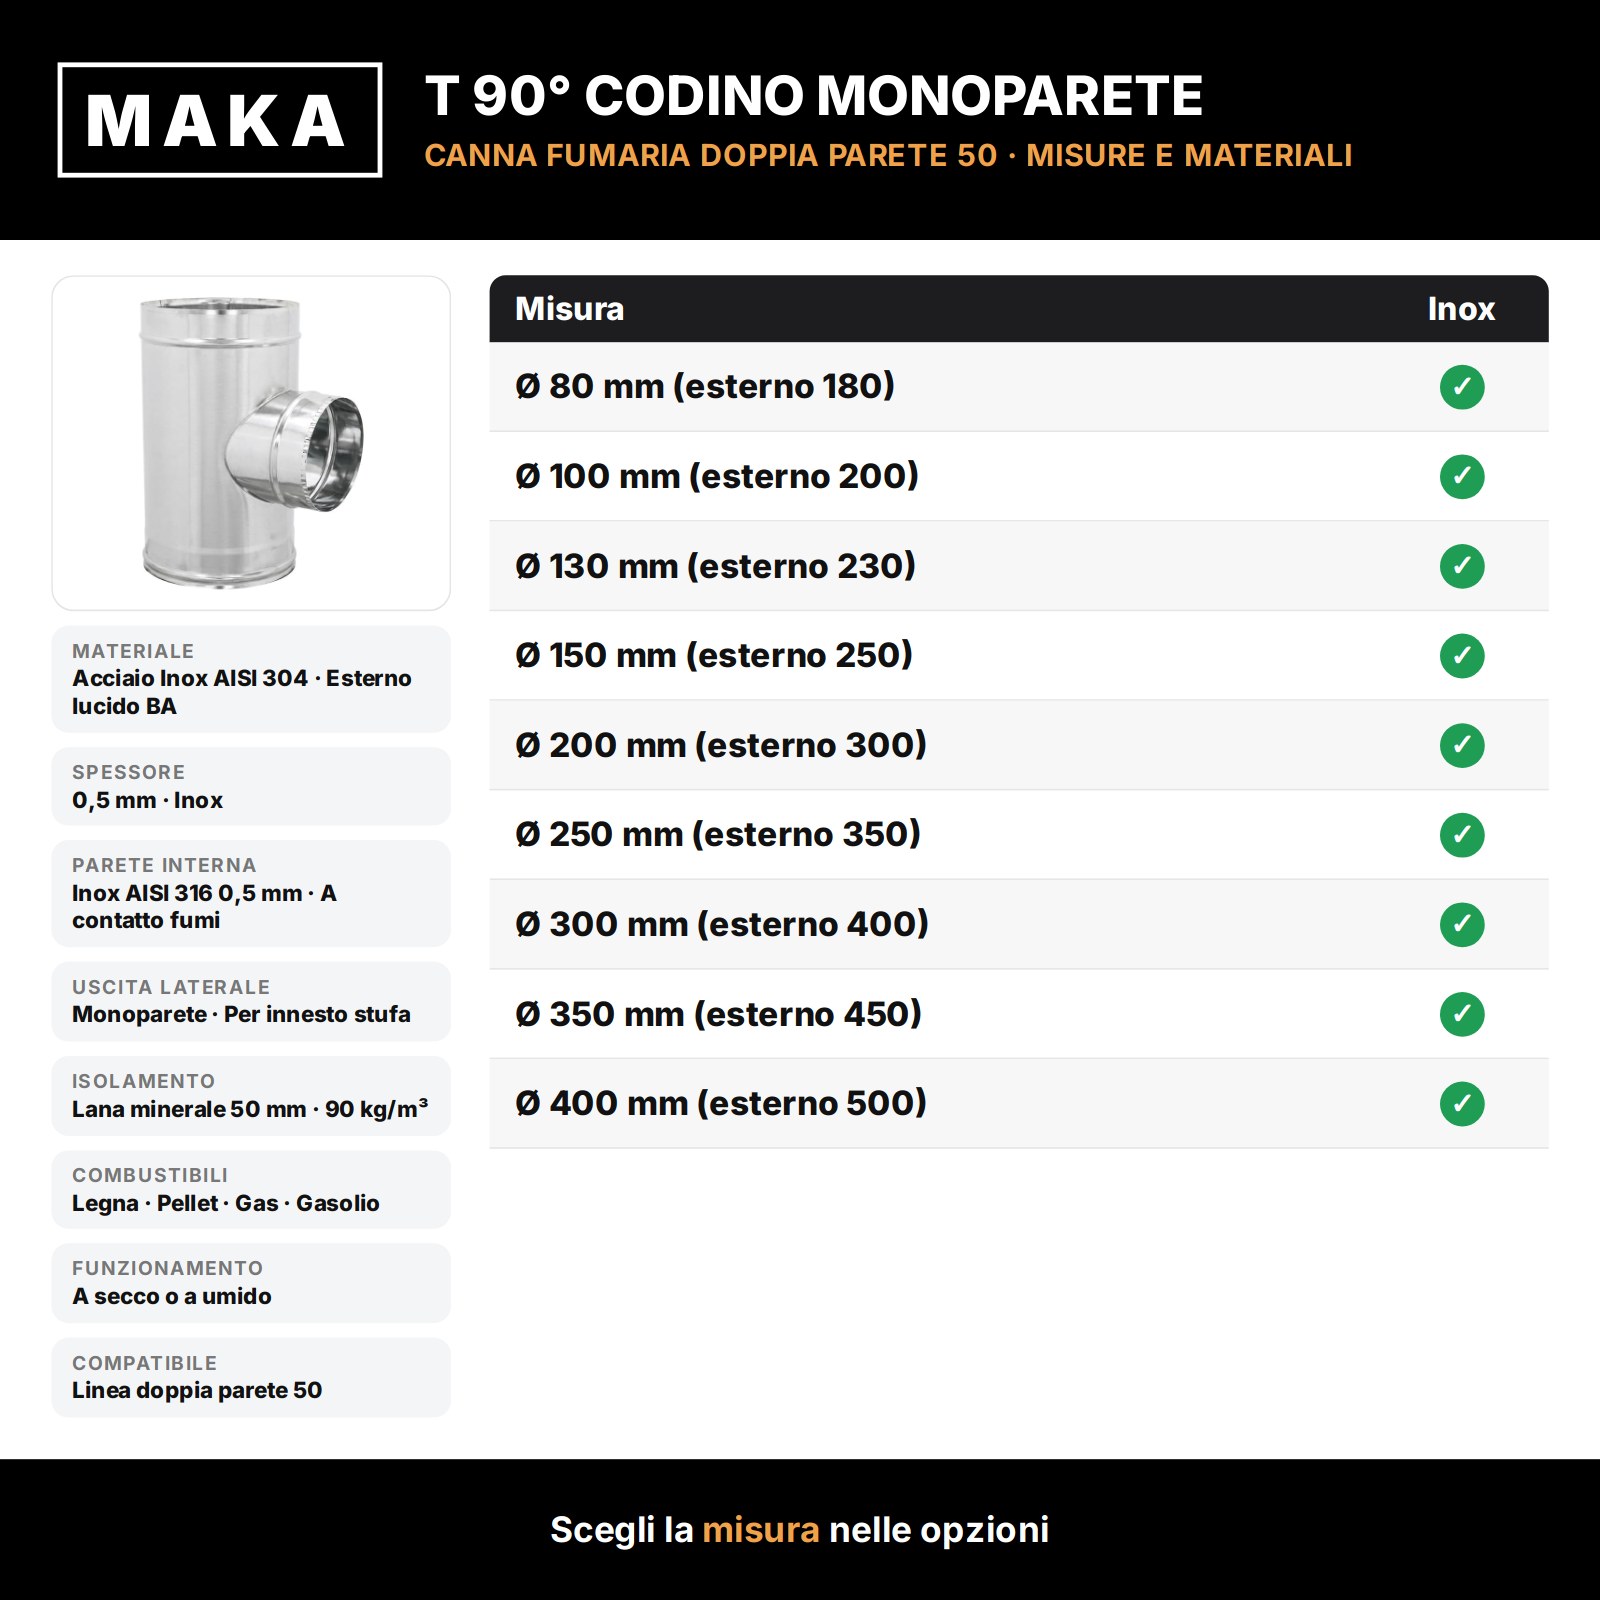 MAKA
T 90° CODINO MONOPARETE
CANNA FUMARIA DOPPIA PARETE 50 · MISURE E MATERIALI
MATERIALE
Acciaio Inox AISI 304 · Esterno
lucido BA
SPESSORE
0,5 mm · Inox
PARETE INTERNA
Inox AISI 316 0,5 mm · A
contatto fumi
USCITA LATERALE
Monoparete · Per innesto stufa
ISOLAMENTO
Lana minerale 50 mm · 90 kg/m³
COMBUSTIBILI
Legna · Pellet · Gas · Gasolio
FUNZIONAMENTO
A secco o a umido
COMPATIBILE
Linea doppia parete 50
Misura Inox
Ø 80 mm (esterno 180) ✓
Ø 100 mm (esterno 200) ✓
Ø 130 mm (esterno 230) ✓
Ø 150 mm (esterno 250) ✓
Ø 200 mm (esterno 300) ✓
Ø 250 mm (esterno 350) ✓
Ø 300 mm (esterno 400) ✓
Ø 350 mm (esterno 450) ✓
Ø 400 mm (esterno 500) ✓
Scegli la misura nelle opzioni